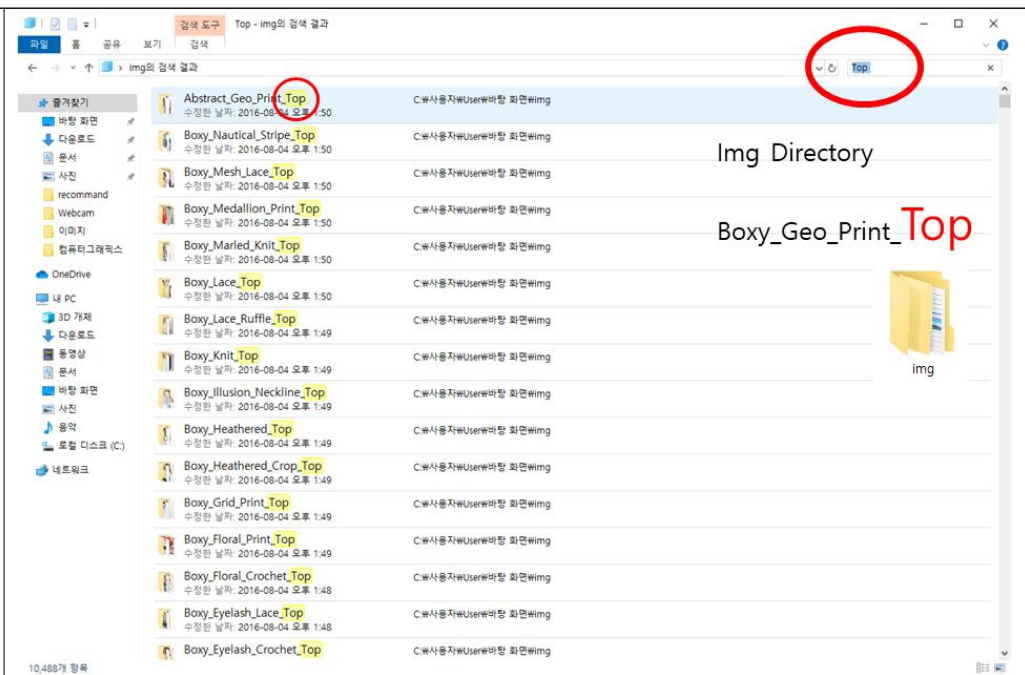 검색 도구
Top - img의 검색 결과
파일
홈
공유
보기
검색
img의 검색 결과
Top
즐겨찾기
바탕 화면
다운로드
문서
사진
recommand
Webcam
이미지
컴퓨터그래픽스
OneDrive
내 PC
3D 개체
다운로드
동영상
문서
바탕 화면
사진
음악
로컬 디스크 (C:)
네트워크
Abstract_Geo_Print_Top C:₩사용자₩User₩바탕 화면₩img
수정한 날짜: 2016-08-04 오후 1:50
Boxy_Nautical_Stripe_Top C:₩사용자₩User₩바탕 화면₩img
수정한 날짜: 2016-08-04 오후 1:50
Boxy_Mesh_Lace_Top C:₩사용자₩User₩바탕 화면₩img
수정한 날짜: 2016-08-04 오후 1:50
Boxy_Medallion_Print_Top C:₩사용자₩User₩바탕 화면₩img
수정한 날짜: 2016-08-04 오후 1:50
Boxy_Marled_Knit_Top C:₩사용자₩User₩바탕 화면₩img
수정한 날짜: 2016-08-04 오후 1:50
Boxy_Lace_Top C:₩사용자₩User₩바탕 화면₩img
수정한 날짜: 2016-08-04 오후 1:50
Boxy_Lace_Ruffle_Top C:₩사용자₩User₩바탕 화면₩img
수정한 날짜: 2016-08-04 오후 1:49
Boxy_Knit_Top C:₩사용자₩User₩바탕 화면₩img
수정한 날짜: 2016-08-04 오후 1:49
Boxy_Illusion_Neckline_Top C:₩사용자₩User₩바탕 화면₩img
수정한 날짜: 2016-08-04 오후 1:49
Boxy_Heathered_Top C:₩사용자₩User₩바탕 화면₩img
수정한 날짜: 2016-08-04 오후 1:49
Boxy_Heathered_Crop_Top C:₩사용자₩User₩바탕 화면₩img
수정한 날짜: 2016-08-04 오후 1:49
Boxy_Grid_Print_Top C:₩사용자₩User₩바탕 화면₩img
수정한 날짜: 2016-08-04 오후 1:49
Boxy_Floral_Print_Top C:₩사용자₩User₩바탕 화면₩img
수정한 날짜: 2016-08-04 오후 1:49
Boxy_Floral_Crochet_Top C:₩사용자₩User₩바탕 화면₩img
수정한 날짜: 2016-08-04 오후 1:48
Boxy_Eyelash_Lace_Top C:₩사용자₩User₩바탕 화면₩img
수정한 날짜: 2016-08-04 오후 1:48
Boxy_Eyelash_Crochet_Top C:₩사용자₩User₩바탕 화면₩img
Img Directory
Boxy_Geo_Print_Top
img
10,488개 항목